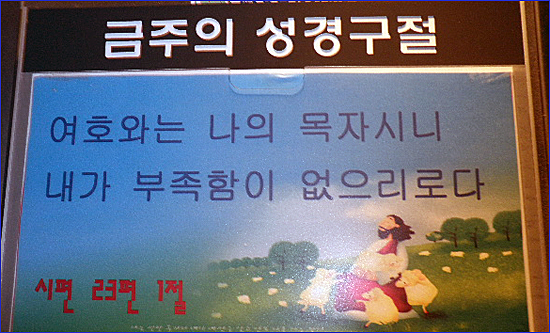 금주의 성경구절
여호와는 나의 목자시니
내가 부족함이 없으리로다
시편 23편 1절